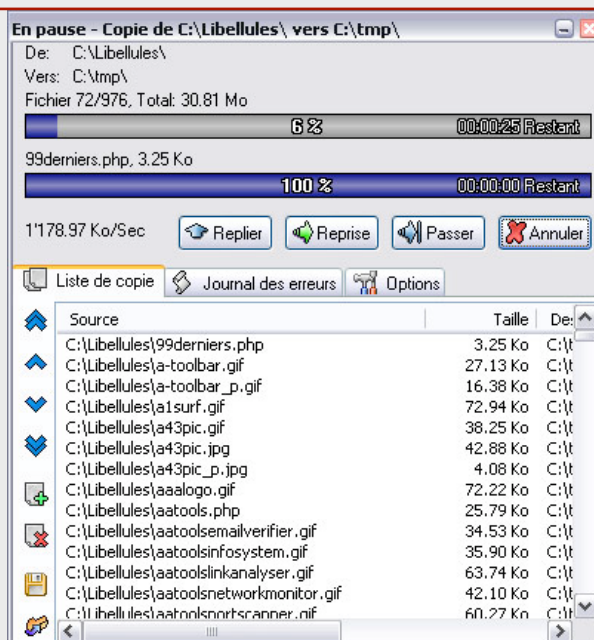 En pause - Copie de C:\Libellules\ vers C:\tmp\
De: C:\Libellules\
Vers: C:\tmp\
Fichier 72/976, Total: 30.81 Mo
6 % 00:00:25 Restant
99derniers.php, 3.25 Ko
100 % 00:00:00 Restant
1'178.97 Ko/Sec Replier Reprise Passer Annuler
Liste de copie Journal des erreurs Options
Source Taille De:
C:\Libellules\99derniers.php 3.25 Ko C:\t
C:\Libellules\a-toolbar.gif 27.13 Ko C:\t
C:\Libellules\a-toolbar_p.gif 16.38 Ko C:\t
C:\Libellules\a1surf.gif 72.94 Ko C:\t
C:\Libellules\a43pic.gif 38.25 Ko C:\t
C:\Libellules\a43pic.jpg 42.88 Ko C:\t
C:\Libellules\a43pic_p.jpg 4.08 Ko C:\t
C:\Libellules\aaalogo.gif 72.22 Ko C:\t
C:\Libellules\aatools.php 25.79 Ko C:\t
C:\Libellules\aatoolsemailverifier.gif 34.53 Ko C:\t
C:\Libellules\aatoolsinfosystem.gif 35.90 Ko C:\t
C:\Libellules\aatoolslinkanalyser.gif 63.74 Ko C:\t
C:\Libellules\aatoolsnetworkmonitor.gif 42.10 Ko C:\t
C:\Libellules\aatoolsportscanner.gif 60.27 Ko C:\t